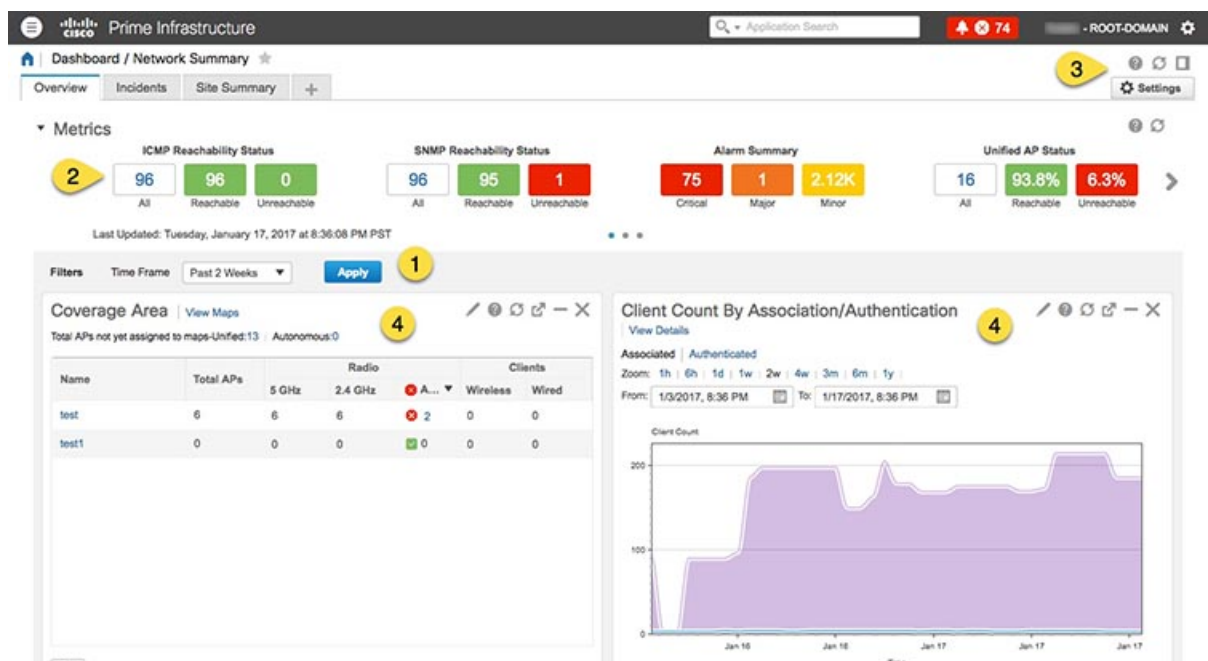 cisco Prime Infrastructure
Application Search
74
- ROOT-DOMAIN
Dashboard / Network Summary
3
Overview Incidents Site Summary +
Settings
Metrics
ICMP Reachability Status
SNMP Reachability Status
Alarm Summary
Unified AP Status
2
96 96 0
96 95 1
75 1 2.12K
16 93.8% 6.3%
All Reachable Unreachable
All Reachable Unreachable
Critical Major Minor
All Reachable Unreachable
Last Updated: Tuesday, January 17, 2017 at 8:36:08 PM PST
Filters Time Frame Past 2 Weeks Apply
1
Coverage Area View Maps
4
Total APs not yet assigned to maps-Unified:13 Autonomous:0
Name Total APs Radio Clients
5 GHz 2.4 GHz A... Wireless Wired
test 6 6 6 2 0 0
test1 0 0 0 0 0 0
Client Count By Association/Authentication
4
View Details
Associated Authenticated
Zoom: 1h 6h 1d 1w 2w 4w 3m 6m 1y
From: 1/3/2017, 8:36 PM To: 1/17/2017, 8:36 PM
Client Count
200
100
0
Jan 16 Jan 16 Jan 17 Jan 17 Jan 17